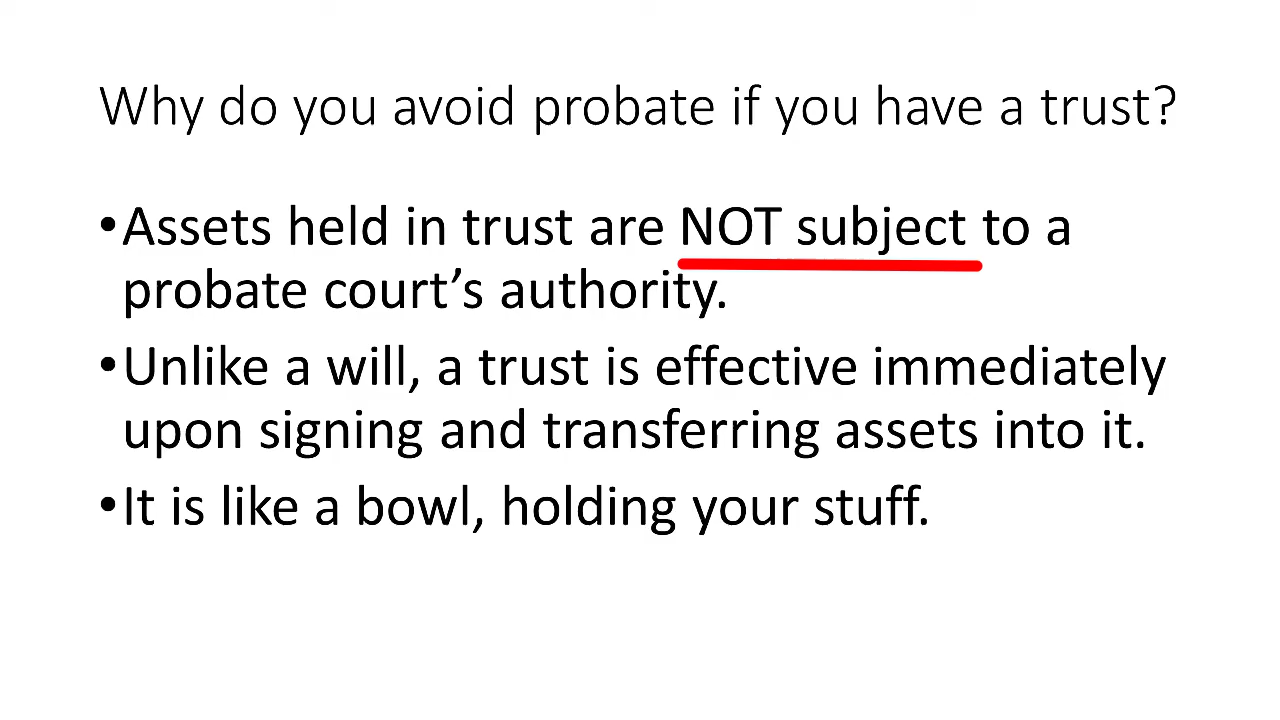 Why do you avoid probate if you have a trust?
•Assets held in trust are NOT subject to a
probate court’s authority.
•Unlike a will, a trust is effective immediately
upon signing and transferring assets into it.
•It is like a bowl, holding your stuff.